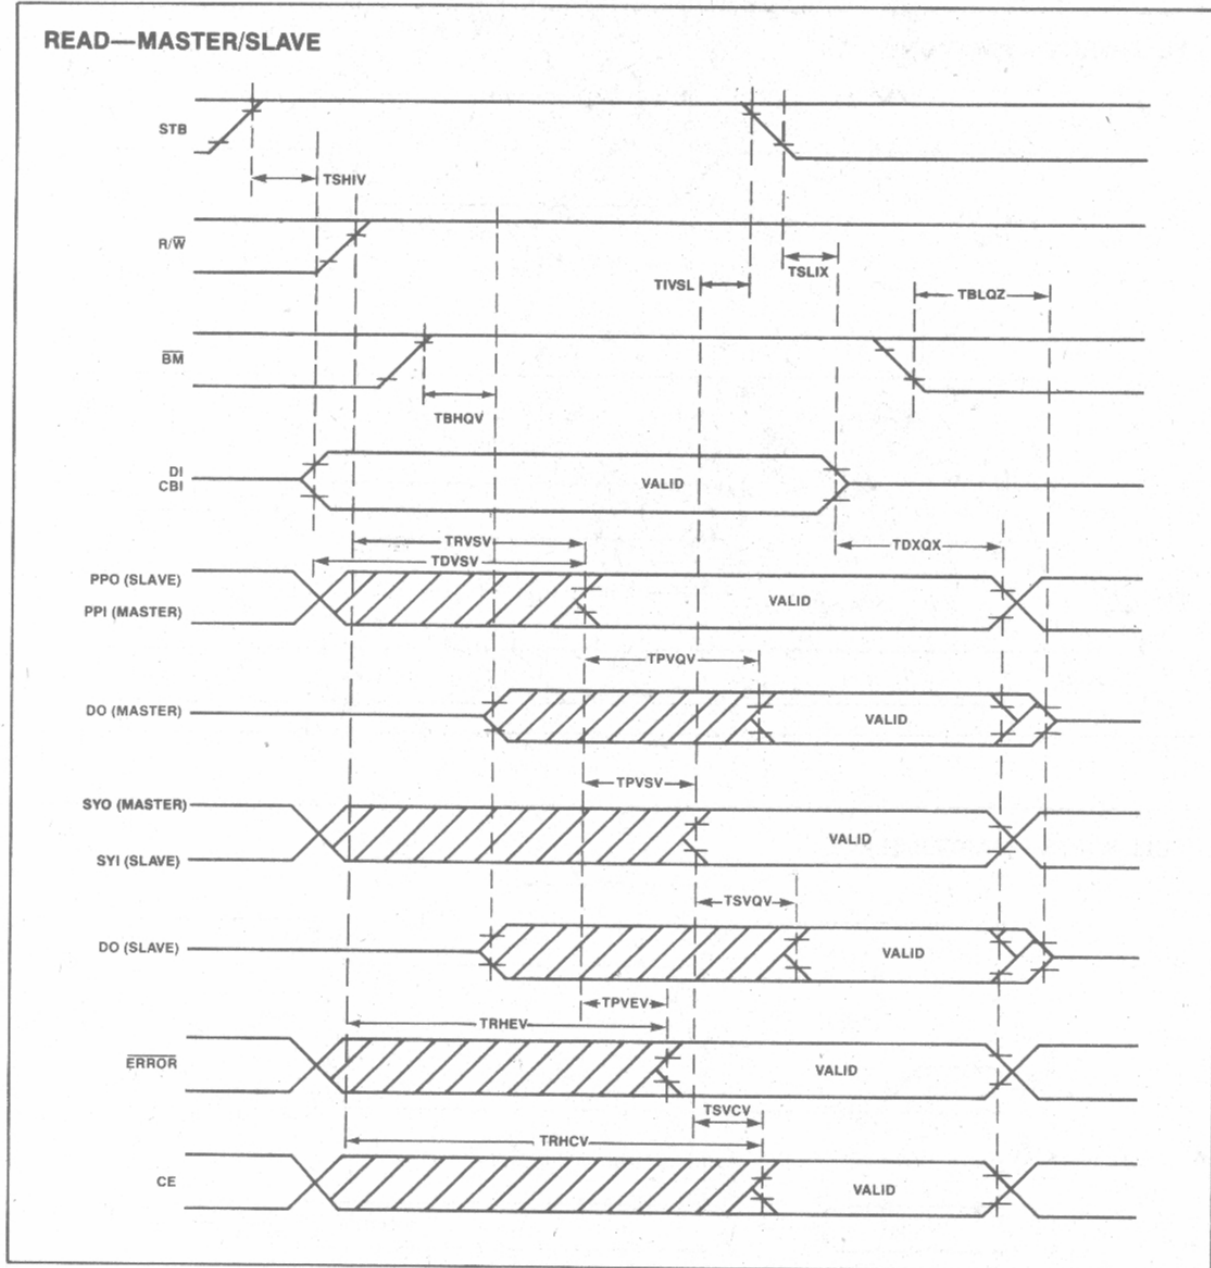 READ—MASTER/SLAVE
STB
TSHIV
R/W̅
TSLIX
TIVSL
TBLQZ
B̅M̅
TBHQV
DI
CBI
VALID
TRVSV
TDXQX
TDVSV
PPO (SLAVE)
VALID
PPI (MASTER)
TPVQV
DO (MASTER)
VALID
TPVSV
SYO (MASTER)
VALID
SYI (SLAVE)
TSVQV
DO (SLAVE)
VALID
TPVEV
TRHEV
E̅R̅R̅O̅R̅
VALID
TSVCV
TRHCV
CE
VALID